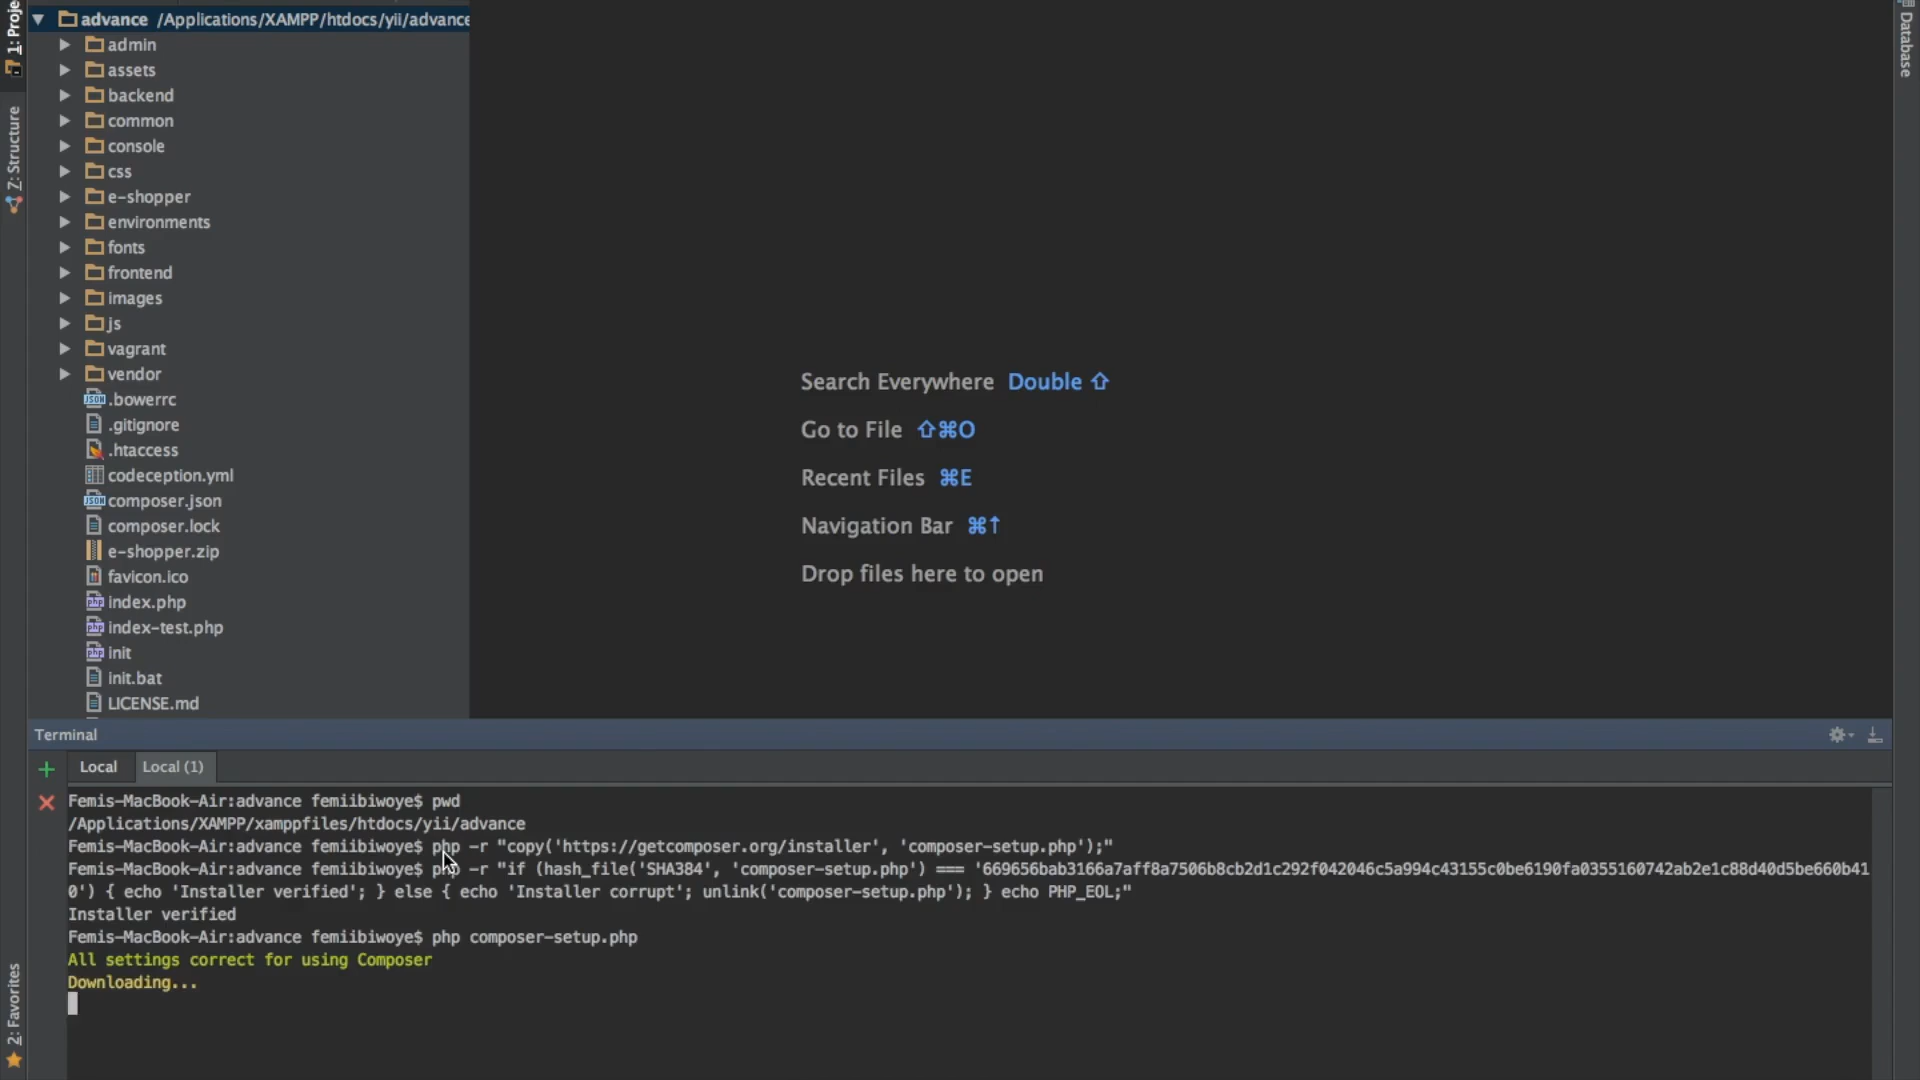 1: Proje
advance /Applications/XAMPP/htdocs/yii/advance
admin
assets
backend
common
console
css
e-shopper
environments
fonts
frontend
images
js
vagrant
vendor
.bowerrc
.gitignore
.htaccess
codeception.yml
composer.json
composer.lock
e-shopper.zip
favicon.ico
index.php
index-test.php
init
init.bat
LICENSE.md
7: Structure
2: Favorites
Database
Search Everywhere Double ⇧
Go to File ⇧⌘O
Recent Files ⌘E
Navigation Bar ⌘↑
Drop files here to open
Terminal
Local Local (1)
Femis-MacBook-Air:advance femiibiwoye$ pwd
/Applications/XAMPP/xamppfiles/htdocs/yii/advance
Femis-MacBook-Air:advance femiibiwoye$ php -r "copy('https://getcomposer.org/installer', 'composer-setup.php');"
Femis-MacBook-Air:advance femiibiwoye$ php -r "if (hash_file('SHA384', 'composer-setup.php') === '669656bab3166a7aff8a7506b8cb2d1c292f042046c5a994c43155c0be6190fa0355160742ab2e1c88d40d5be660b41
0') { echo 'Installer verified'; } else { echo 'Installer corrupt'; unlink('composer-setup.php'); } echo PHP_EOL;"
Installer verified
Femis-MacBook-Air:advance femiibiwoye$ php composer-setup.php
All settings correct for using Composer
Downloading...